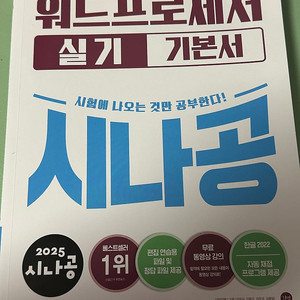 워드프로세서
실기 기본서
시험에 나오는 것만 공부한다!
시나공
2025
시나공
베스트셀러
1위
편집 연습용
파일 및
정답 파일 제공
무료
동영상 강의
한글 2022
자동 채점
프로그램 제공